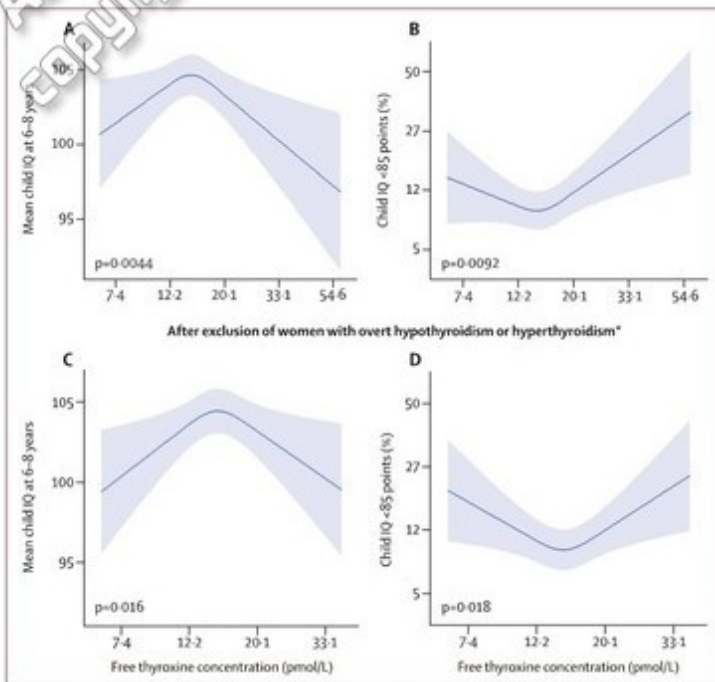 copy
A
B
105
100
95
Mean child IQ at 6–8 years
p=0·0044
7·4 12·2 20·1 33·1 54·6
50
27
12
5
Child IQ <85 points (%)
p=0·0092
7·4 12·2 20·1 33·1 54·6
After exclusion of women with overt hypothyroidism or hyperthyroidism*
C
D
105
100
95
Mean child IQ at 6–8 years
p=0·016
7·4 12·2 20·1 33·1
Free thyroxine concentration (pmol/L)
50
27
12
5
Child IQ <85 points (%)
p=0·018
7·4 12·2 20·1 33·1
Free thyroxine concentration (pmol/L)